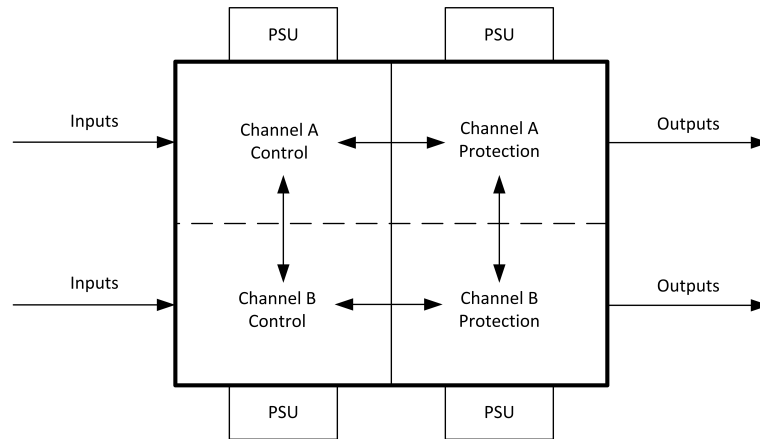 PSU
PSU
Inputs
Channel A
Control
Channel A
Protection
Outputs
Inputs
Channel B
Control
Channel B
Protection
Outputs
PSU
PSU